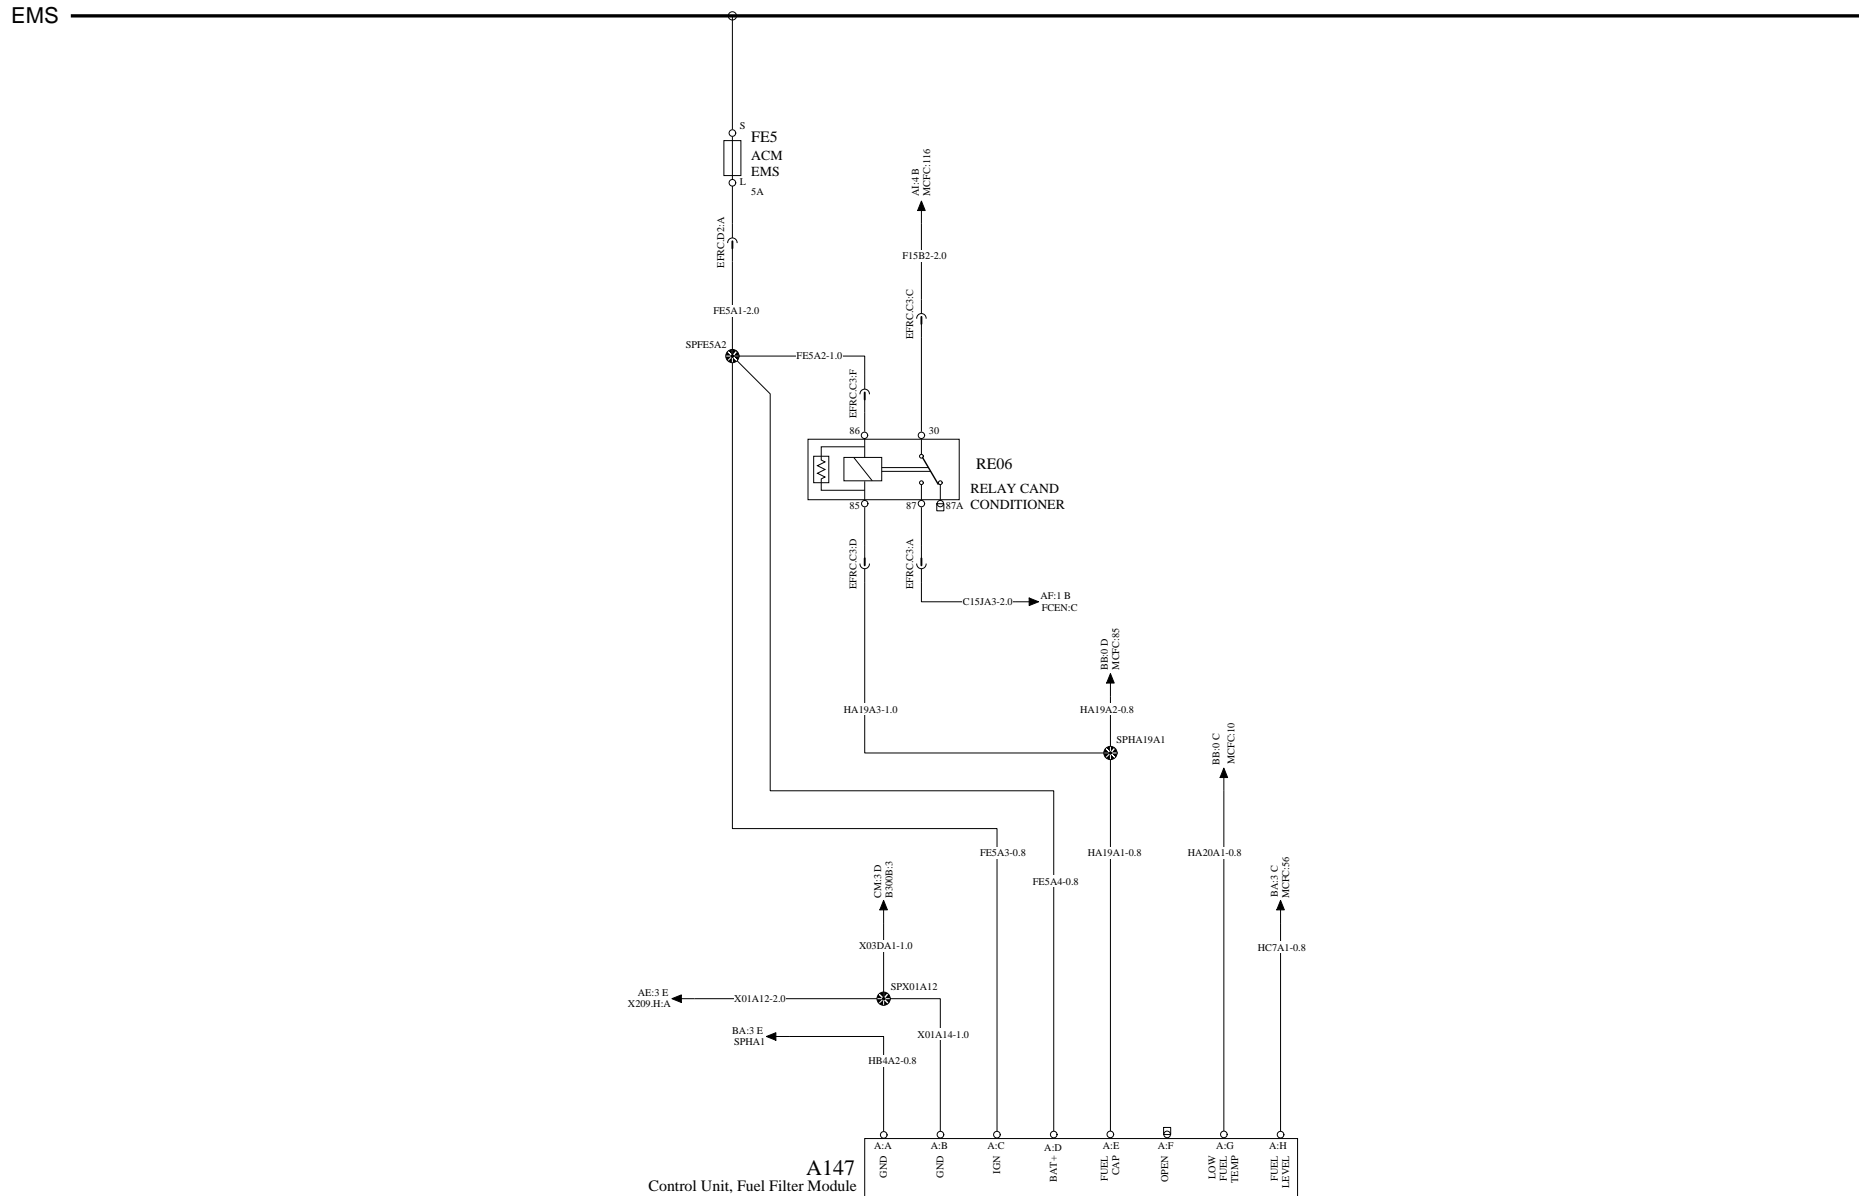 EMS
S
FE5
ACM
EMS
L
5A
EFRC.D2:A
FE5A1-2.0
SPFE5A2
FE5A2-1.0
EFRC.C3:F
AI:4 B
MCFC:116
F15B2-2.0
EFRC.C3:C
86
30
RE06
RELAY CAND
CONDITIONER
85
87
87A
EFRC.C3:D
EFRC.C3:A
C15JA3-2.0
AF:1 B
FCEN:C
BB:0 D
MCFC:85
HA19A3-1.0
HA19A2-0.8
SPHA19A1
BB:0 C
MCFC:10
FE5A3-0.8
HA19A1-0.8
HA20A1-0.8
FE5A4-0.8
CM:3 D
B300B:3
BA:3 C
MCFC:56
X03DA1-1.0
HC7A1-0.8
SPX01A12
AE:3 E
X209.H:A
X01A12-2.0
BA:3 E
SPHA1
X01A14-1.0
HB4A2-0.8
A:A
A:B
A:C
A:D
A:E
A:F
A:G
A:H
GND
GND
IGN
BAT+
FUEL
CAP
OPEN
LOW
FUEL
TEMP
FUEL
LEVEL
A147
Control Unit, Fuel Filter Module